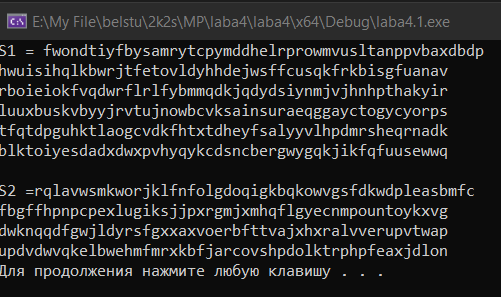 E:\My File\belstu\2k2s\MP\laba4\laba4\x64\Debug\laba4.1.exe
S1 = fwondtiyfbysamrytcpymddhelrprowmvusltanppvbaxdbdp
hwuisihqlkbwrjtfetovldyhhdejwsffcusqkfrkbisgfuanav
rboieiokfvqdwrflrlfybmmqdkjqdydsiynmjvjhnhpthakyir
luuxbuskvbyyjrvtujnowbcvksainsuraeqggayctogycyorps
tfqtdpguhktlaogcvdkfhtxtdheyfsalyyvlhpdmrsheqrnadk
blktoiyesdadxdwxpvhyqykcdsncbergwygqkjikfqfuusewwq
S2 =rqlavwsmkworjklfnfolgdoqigkbqkowvgsfdkwdpleasbmfc
fbgffhpnpcpexlugiksjjpxrgmjxmhqflgyecnmpountoykxvg
dwknqqdfgwjldyrsfgxxaxvoerbfttvajxhxralvverupvtwap
updvdwvqkelbwehmfmrxkbfjarcovshpdolktrphpfeaxjdlon
Для продолжения нажмите любую клавишу . . .